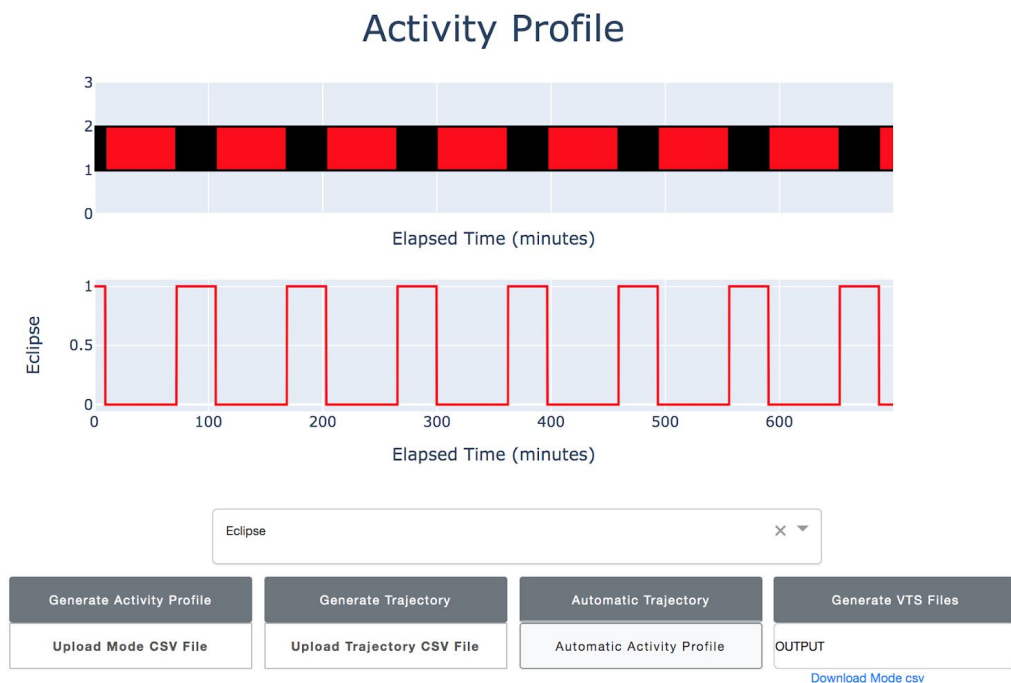 Activity Profile
3
2
1
0
Elapsed Time (minutes)
1
0.5
0
Eclipse
0 100 200 300 400 500 600
Elapsed Time (minutes)
Eclipse
Generate Activity Profile Generate Trajectory Automatic Trajectory Generate VTS Files
Upload Mode CSV File Upload Trajectory CSV File Automatic Activity Profile OUTPUT
Download Mode csv